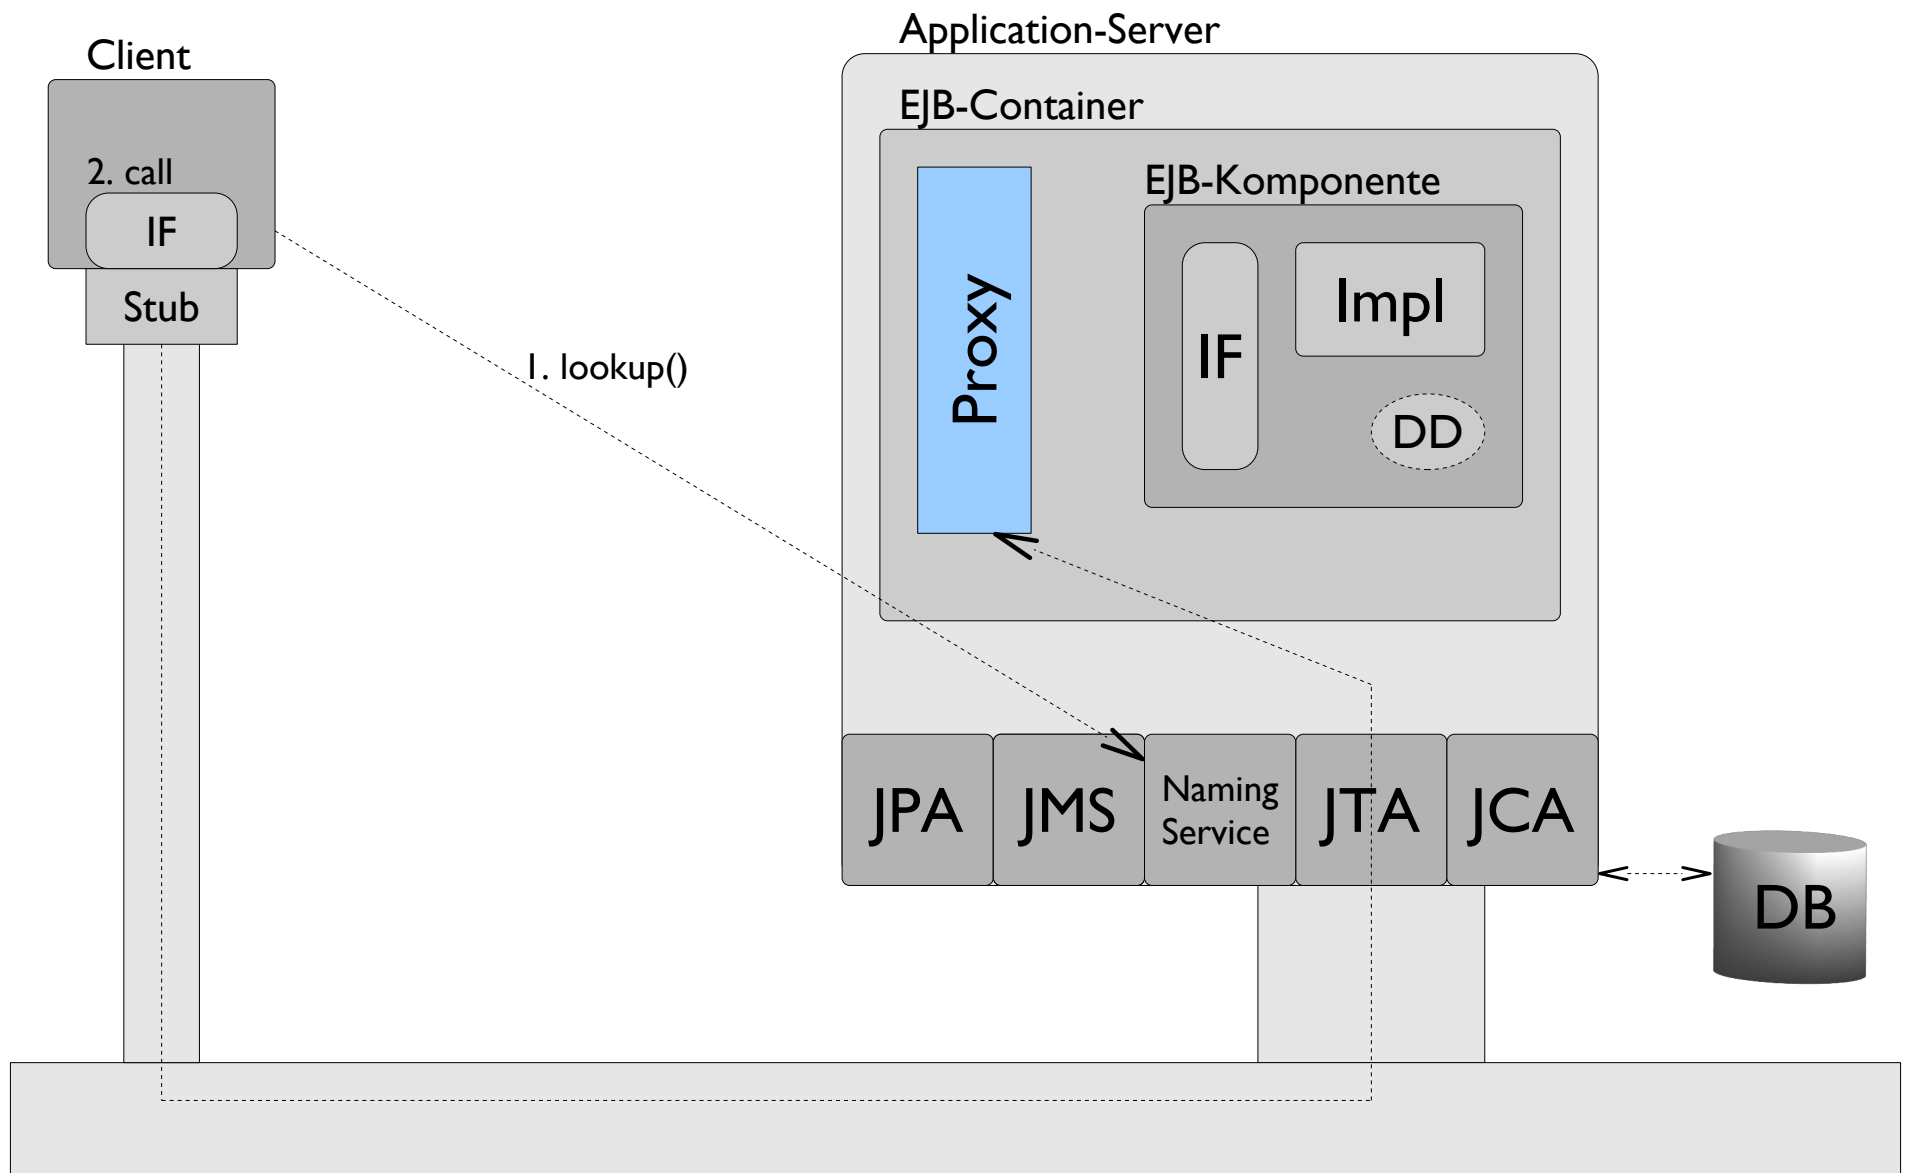 Client
2. call
IF
Stub
1. lookup()
Application-Server
EJB-Container
Proxy
EJB-Komponente
IF
Impl
DD
JPA
JMS
Naming
Service
JTA
JCA
DB